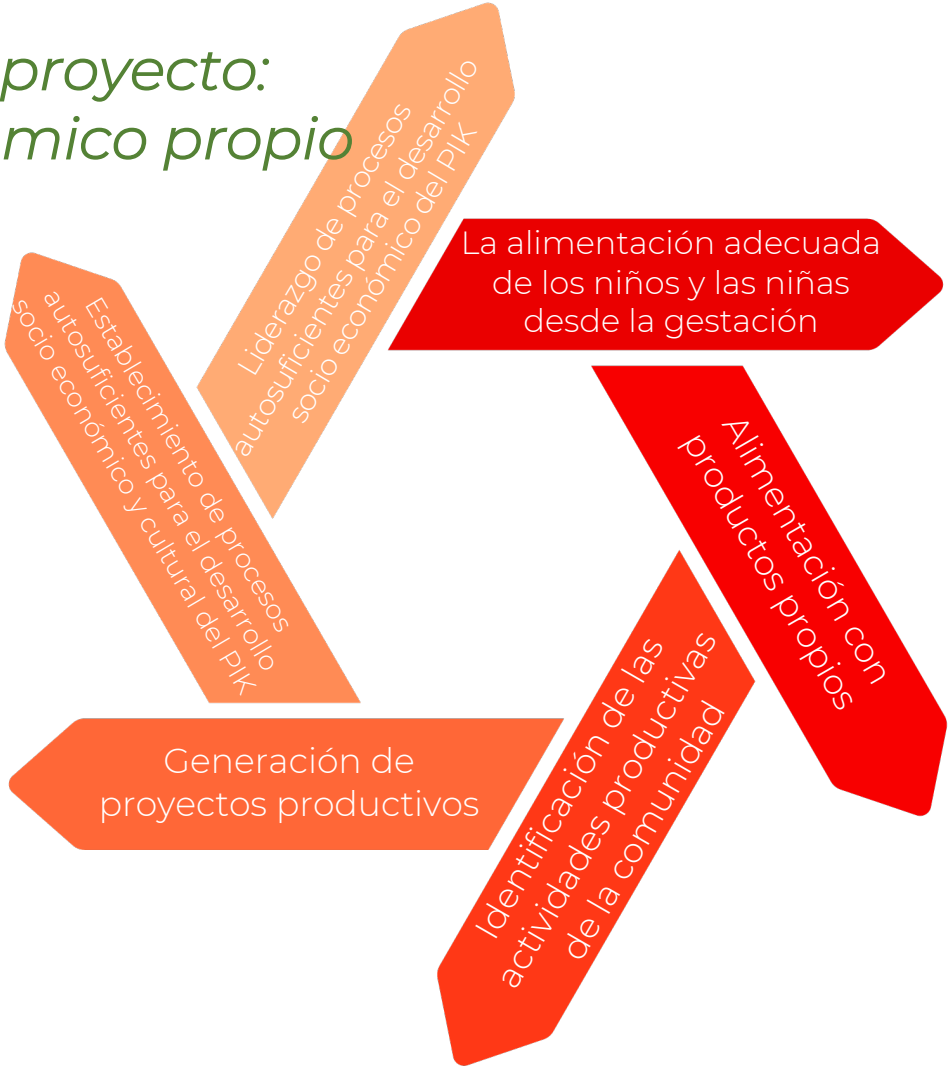 proyecto:
mico propio
Liderazgo de procesos
autosuficientes para el desarrollo
socio económico del PIK
La alimentación adecuada
de los niños y las niñas
desde la gestación
Alimentación con
productos propios
Identificación de las
actividades productivas
de la comunidad
Generación de
proyectos productivos
Establecimiento de procesos
autosuficientes para el desarrollo
socio económico y cultural del PIK